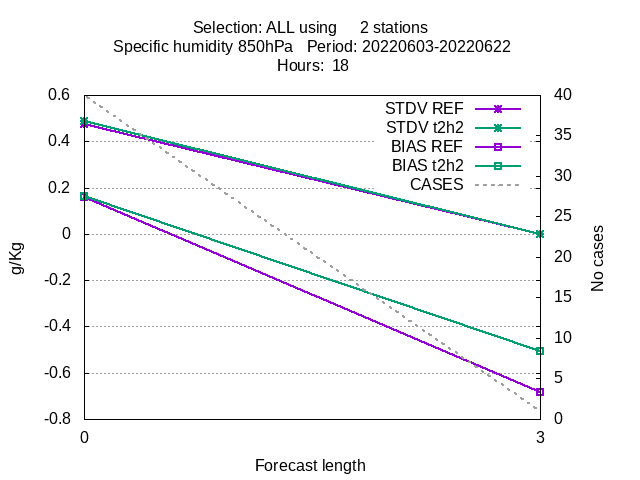 Selection: ALL using     2 stations
Specific humidity 850hPa   Period: 20220603-20220622
Hours:  18
STDV REF
STDV t2h2
BIAS REF
BIAS t2h2
CASES
0.6
0.4
0.2
0
-0.2
-0.4
-0.6
-0.8
40
35
30
25
20
15
10
5
0
g/Kg
No cases
0 3
Forecast length